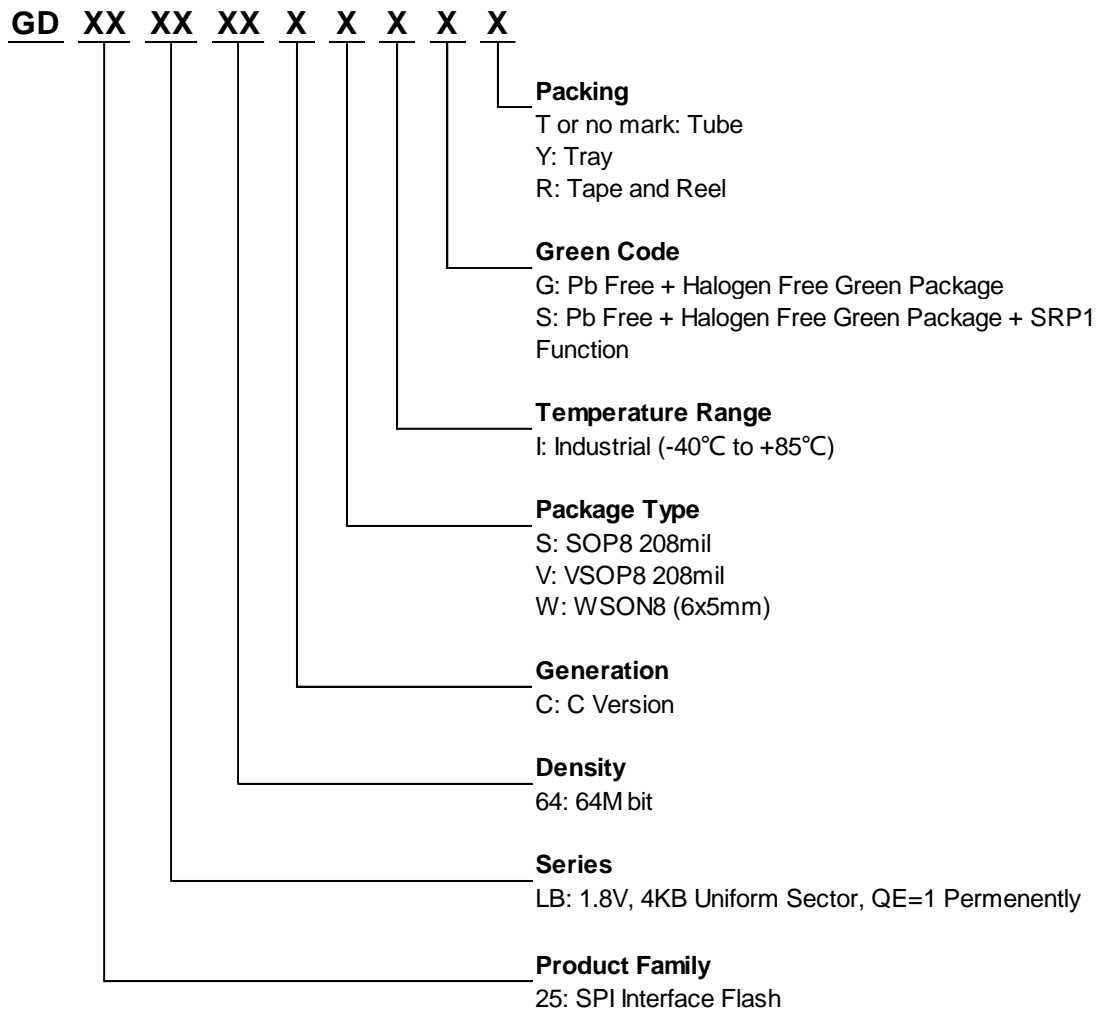 GD XX XX XX X X X X X
Packing
T or no mark: Tube
Y: Tray
R: Tape and Reel
Green Code
G: Pb Free + Halogen Free Green Package
S: Pb Free + Halogen Free Green Package + SRP1
Function
Temperature Range
I: Industrial (-40℃ to +85℃)
Package Type
S: SOP8 208mil
V: VSOP8 208mil
W: WSON8 (6x5mm)
Generation
C: C Version
Density
64: 64M bit
Series
LB: 1.8V, 4KB Uniform Sector, QE=1 Permenently
Product Family
25: SPI Interface Flash